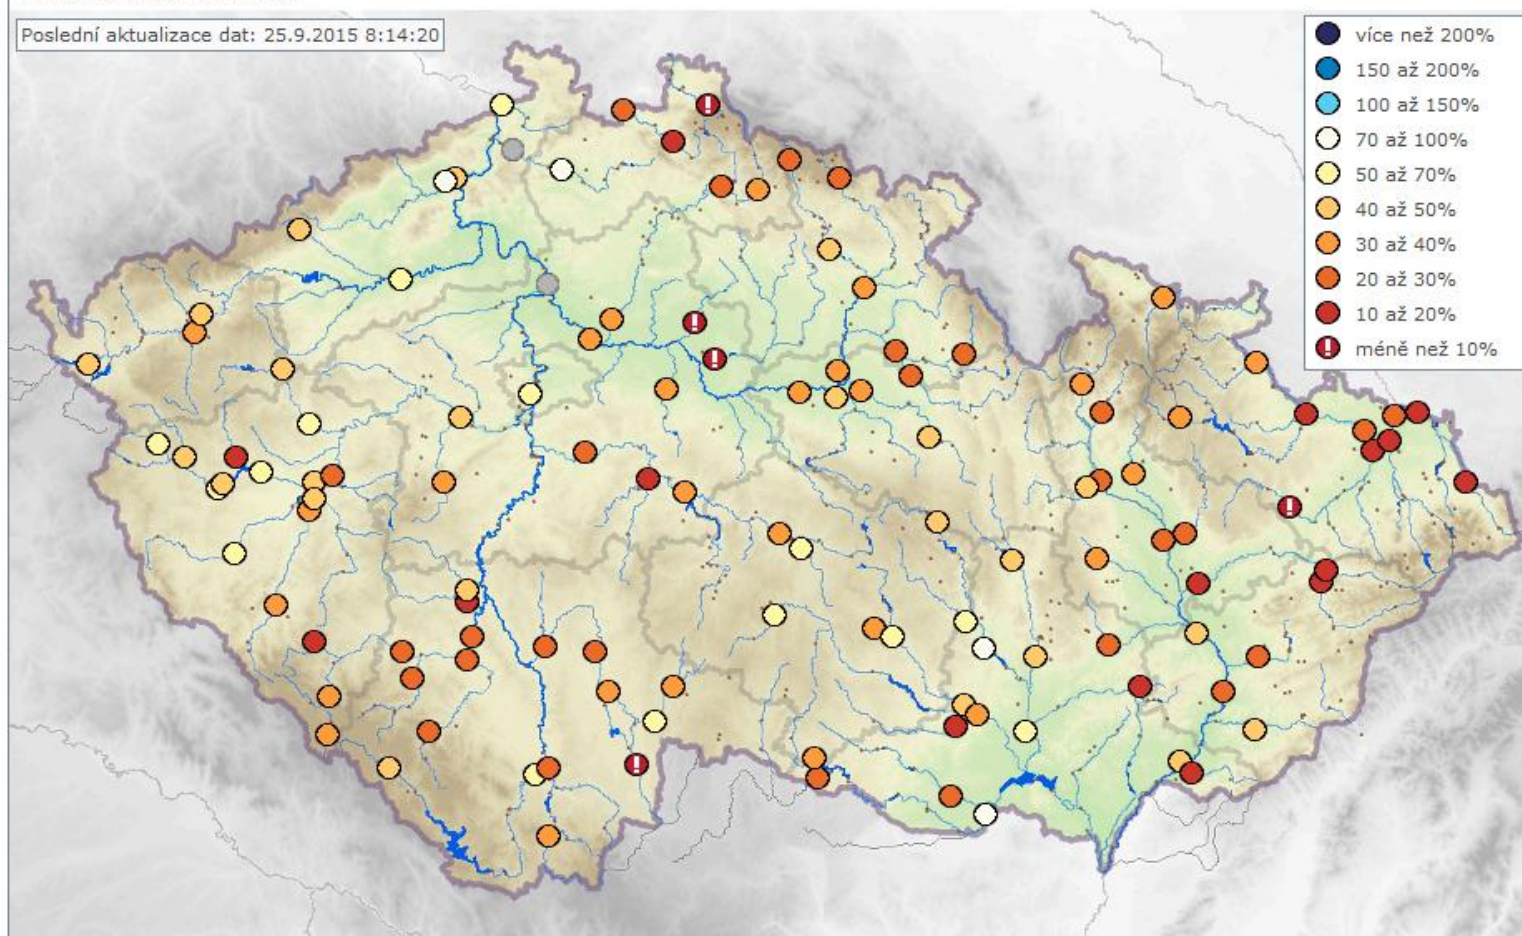 Poslední aktualizace dat: 25.9.2015 8:14:20
více než 200%
150 až 200%
100 až 150%
70 až 100%
50 až 70%
40 až 50%
30 až 40%
20 až 30%
10 až 20%
méně než 10%